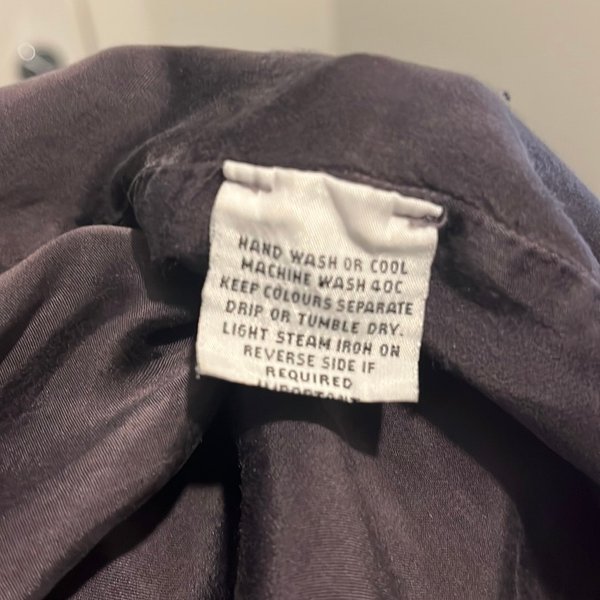 HAND WASH OR COOL
MACHINE WASH 40C
KEEP COLOURS SEPARATE
DRIP OR TUMBLE DRY.
LIGHT STEAM IRON ON
REVERSE SIDE IF
REQUIRED
IMPORTANT